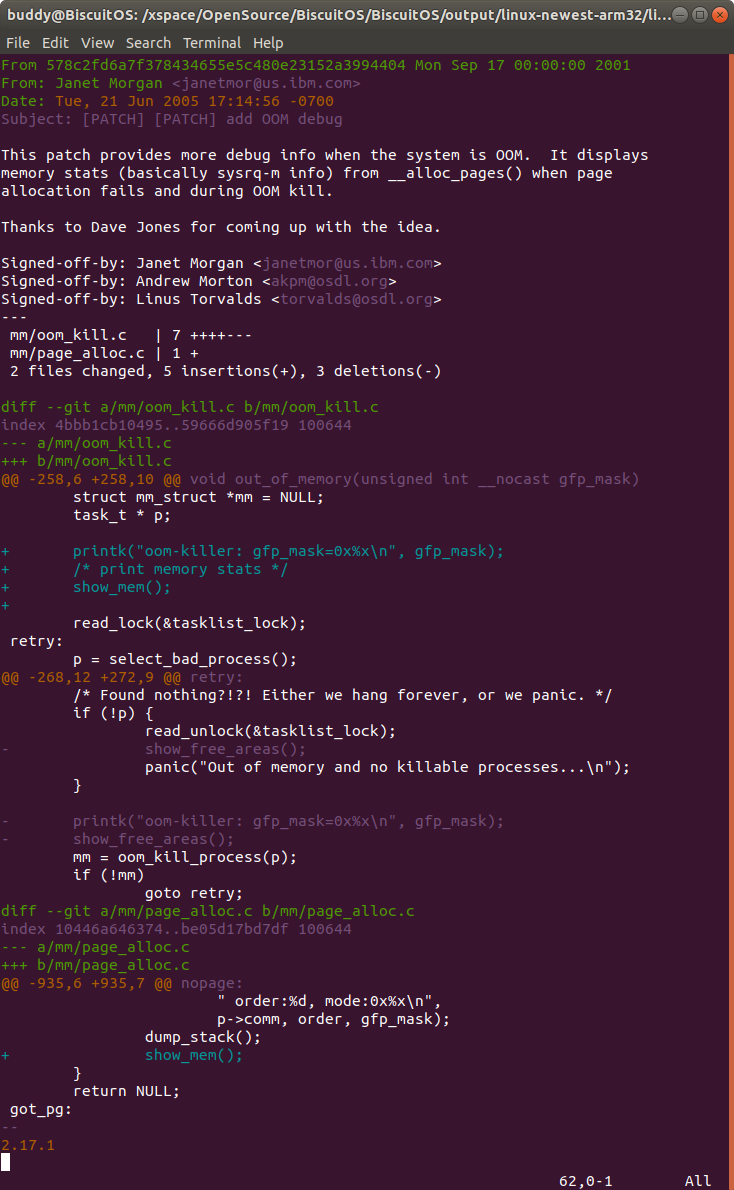 buddy@BiscuitOS: /xspace/OpenSource/BiscuitOS/BiscuitOS/output/linux-newest-arm32/li...
File Edit View Search Terminal Help
From 578c2fd6a7f378434655e5c480e23152a3994404 Mon Sep 17 00:00:00 2001
From: Janet Morgan <janetmor@us.ibm.com>
Date: Tue, 21 Jun 2005 17:14:56 -0700
Subject: [PATCH] [PATCH] add OOM debug

This patch provides more debug info when the system is OOM.  It displays
memory stats (basically sysrq-m info) from __alloc_pages() when page
allocation fails and during OOM kill.

Thanks to Dave Jones for coming up with the idea.

Signed-off-by: Janet Morgan <janetmor@us.ibm.com>
Signed-off-by: Andrew Morton <akpm@osdl.org>
Signed-off-by: Linus Torvalds <torvalds@osdl.org>
---
 mm/oom_kill.c   | 7 ++++---
 mm/page_alloc.c | 1 +
 2 files changed, 5 insertions(+), 3 deletions(-)

diff --git a/mm/oom_kill.c b/mm/oom_kill.c
index 4bbb1cb10495..59666d905f19 100644
--- a/mm/oom_kill.c
+++ b/mm/oom_kill.c
@@ -258,6 +258,10 @@ void out_of_memory(unsigned int __nocast gfp_mask)
        struct mm_struct *mm = NULL;
        task_t * p;

+       printk("oom-killer: gfp_mask=0x%x\n", gfp_mask);
+       /* print memory stats */
+       show_mem();
+
        read_lock(&tasklist_lock);
 retry:
        p = select_bad_process();
@@ -268,12 +272,9 @@ retry:
        /* Found nothing?!?! Either we hang forever, or we panic. */
        if (!p) {
                read_unlock(&tasklist_lock);
-               show_free_areas();
                panic("Out of memory and no killable processes...\n");
        }

-       printk("oom-killer: gfp_mask=0x%x\n", gfp_mask);
-       show_free_areas();
        mm = oom_kill_process(p);
        if (!mm)
                goto retry;
diff --git a/mm/page_alloc.c b/mm/page_alloc.c
index 10446a646374..be05d17bd7df 100644
--- a/mm/page_alloc.c
+++ b/mm/page_alloc.c
@@ -935,6 +935,7 @@ nopage:
                        " order:%d, mode:0x%x\n",
                        p->comm, order, gfp_mask);
                dump_stack();
+               show_mem();
        }
        return NULL;
 got_pg:
--
2.17.1
62,0-1 All